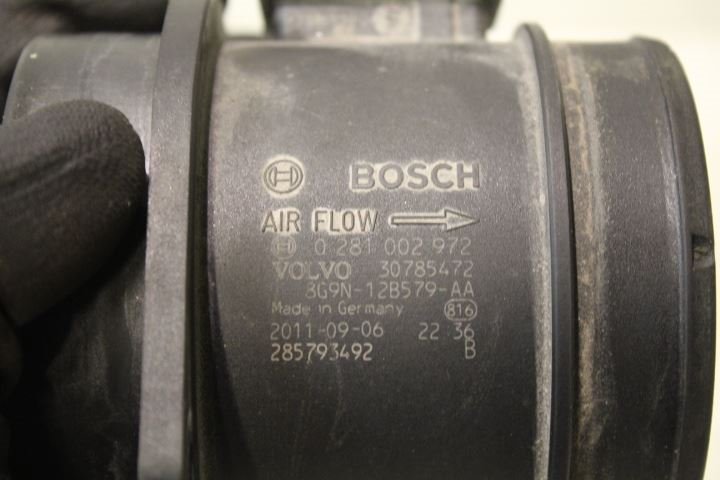 BOSCH
AIR FLOW
0 281 002 972
VOLVO 30785472
3G9N-12B579-AA
Made in Germany 816
2011-09-06 22 36
285793492 B